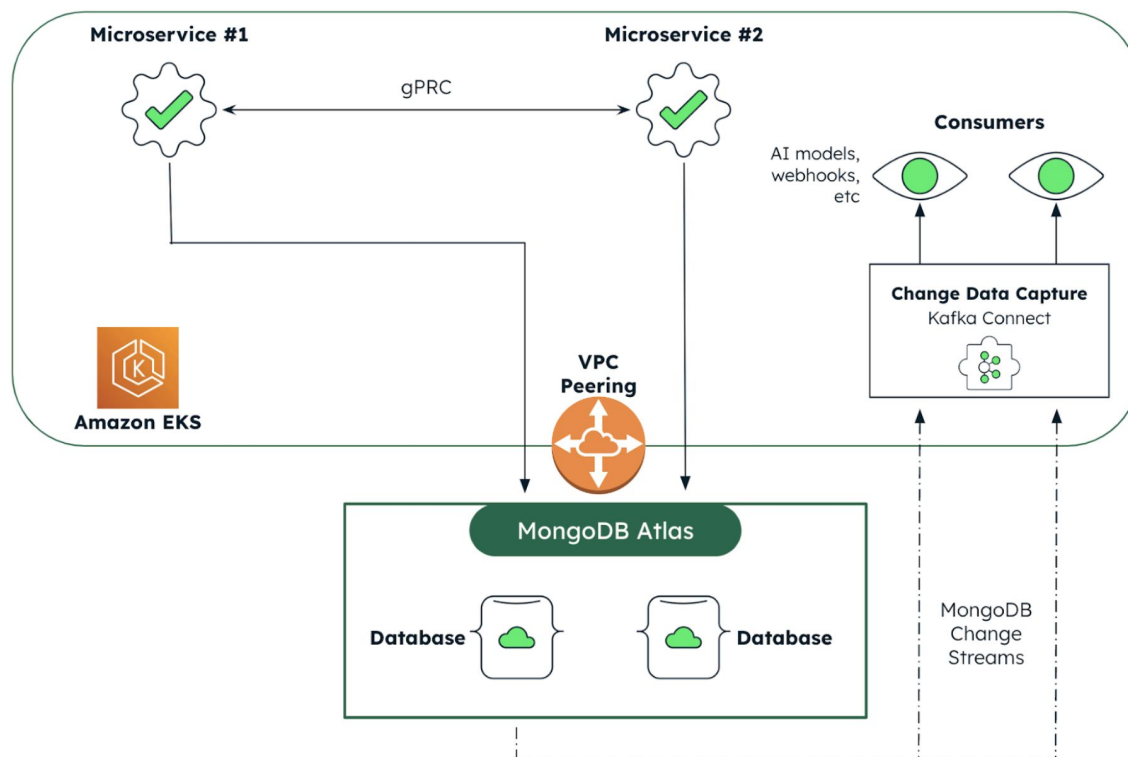 Microservice #1
Microservice #2
gPRC
Consumers
AI models,
webhooks,
etc
Change Data Capture
Kafka Connect
K
Amazon EKS
VPC
Peering
MongoDB Atlas
Database
Database
MongoDB
Change
Streams